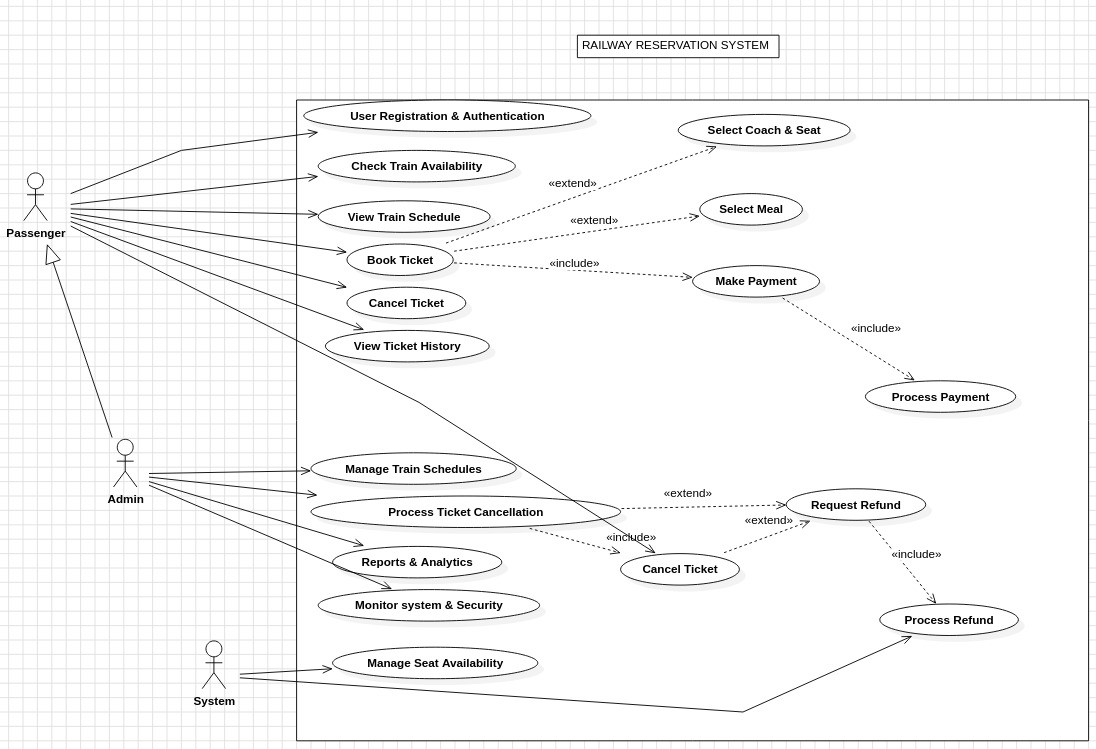 RAILWAY RESERVATION SYSTEM
User Registration & Authentication
Select Coach & Seat
Check Train Availability
«extend»
View Train Schedule
Select Meal
«extend»
Passenger
Book Ticket
«include»
Make Payment
Cancel Ticket
«include»
View Ticket History
Process Payment
Manage Train Schedules
Admin
«extend»
Request Refund
Process Ticket Cancellation
«extend»
«include»
«include»
Reports & Analytics
Cancel Ticket
Monitor system & Security
Process Refund
Manage Seat Availability
System